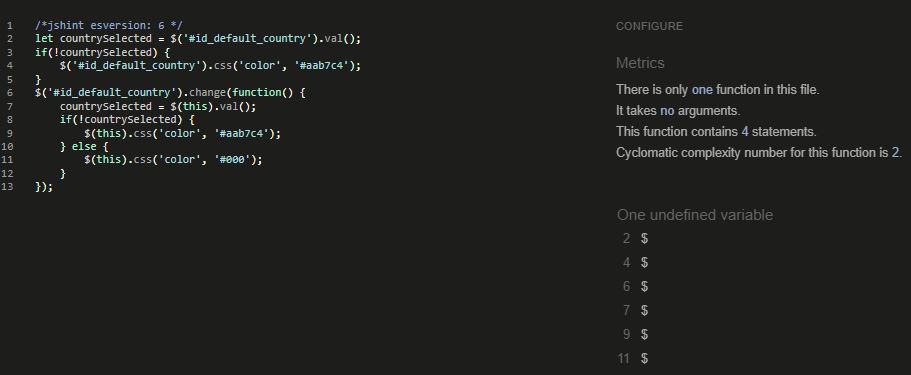 1 /*jshint esversion: 6 */
2 let countrySelected = $('#id_default_country').val();
3 if(!countrySelected) {
4 $('#id_default_country').css('color', '#aab7c4');
5 }
6 $('#id_default_country').change(function() {
7 countrySelected = $(this).val();
8 if(!countrySelected) {
9 $(this).css('color', '#aab7c4');
10 } else {
11 $(this).css('color', '#000');
12 }
13 });
CONFIGURE
Metrics
There is only one function in this file.
It takes no arguments.
This function contains 4 statements.
Cyclomatic complexity number for this function is 2.
One undefined variable
2 $
4 $
6 $
7 $
9 $
11 $